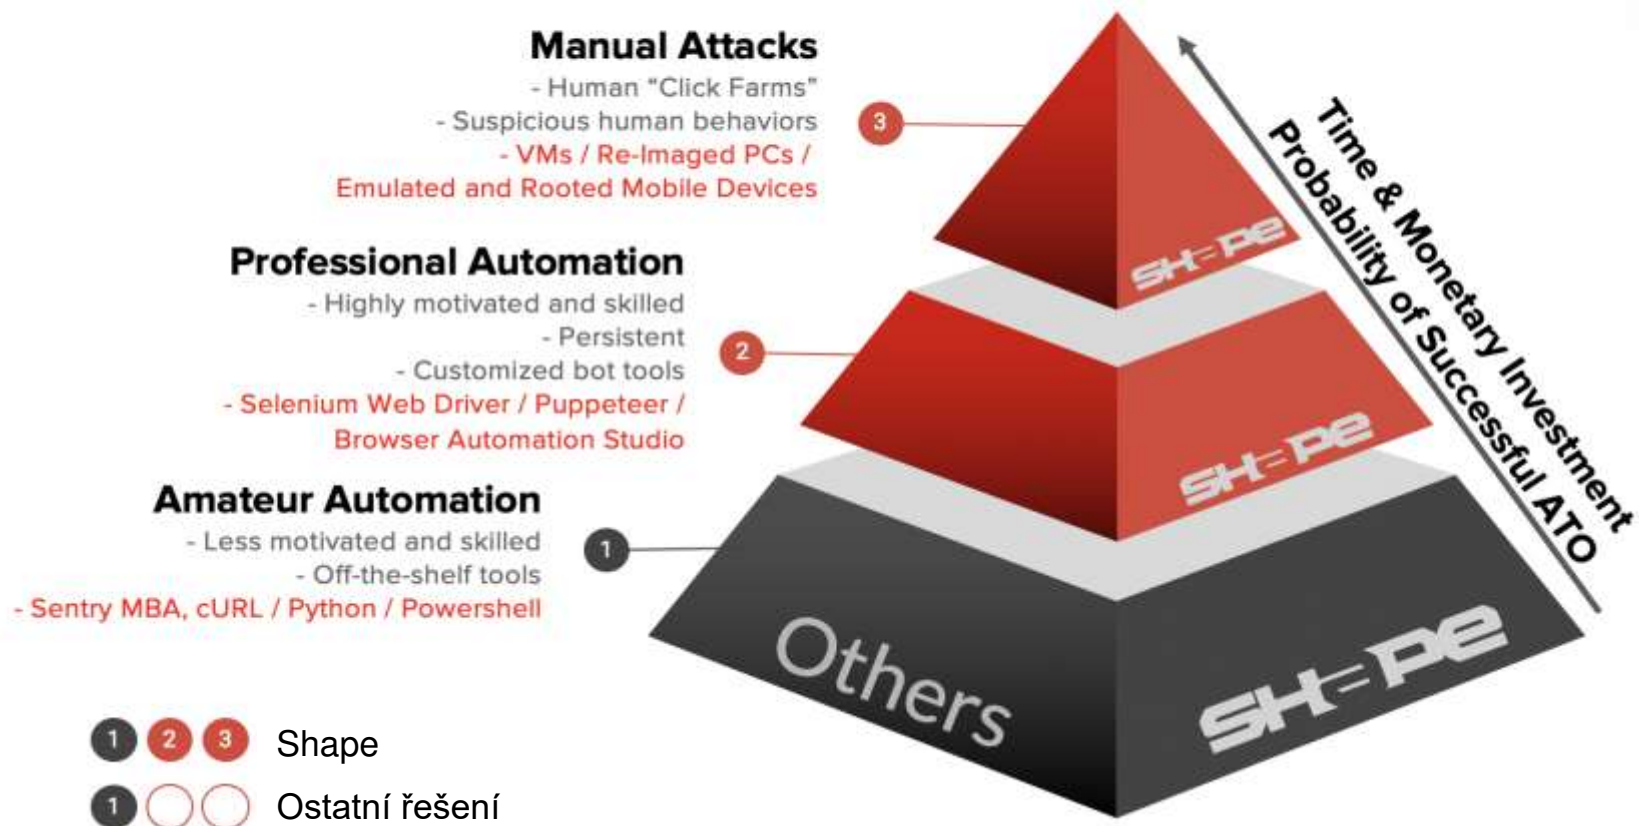 Manual Attacks
- Human “Click Farms”
- Suspicious human behaviors
- VMs / Re-Imaged PCs /
Emulated and Rooted Mobile Devices
3
Professional Automation
- Highly motivated and skilled
- Persistent
- Customized bot tools
- Selenium Web Driver / Puppeteer /
Browser Automation Studio
2
Amateur Automation
- Less motivated and skilled
- Off-the-shelf tools
- Sentry MBA, cURL / Python / Powershell
1
SHAPE
SHAPE
Others
SHAPE
Time & Monetary Investment
Probability of Successful ATO
1 2 3 Shape
1 Ostatní řešení